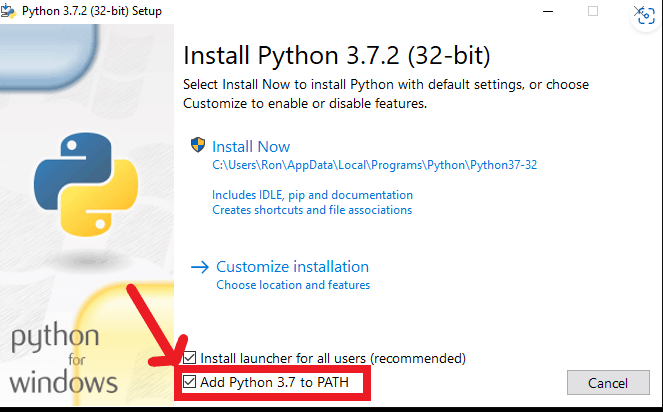 Python 3.7.2 (32-bit) Setup
Install Python 3.7.2 (32-bit)
Select Install Now to install Python with default settings, or choose
Customize to enable or disable features.
Install Now
C:\Users\Ron\AppData\Local\Programs\Python\Python37-32
Includes IDLE, pip and documentation
Creates shortcuts and file associations
Customize installation
Choose location and features
python
for
windows
Install launcher for all users (recommended)
Add Python 3.7 to PATH
Cancel